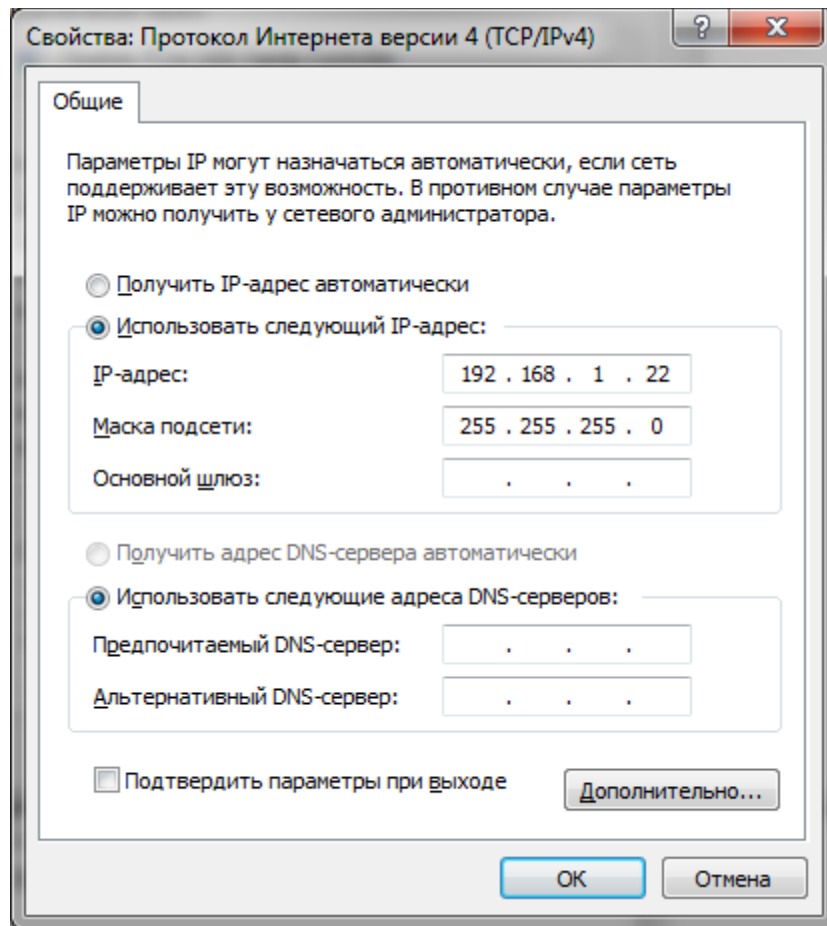 Свойства: Протокол Интернета версии 4 (TCP/IPv4)
Общие
Параметры IP могут назначаться автоматически, если сеть
поддерживает эту возможность. В противном случае параметры
IP можно получить у сетевого администратора.
Получить IP-адрес автоматически
Использовать следующий IP-адрес:
IP-адрес: 192 . 168 . 1 . 22
Маска подсети: 255 . 255 . 255 . 0
Основной шлюз: . . .
Получить адрес DNS-сервера автоматически
Использовать следующие адреса DNS-серверов:
Предпочитаемый DNS-сервер: . . .
Альтернативный DNS-сервер: . . .
Подтвердить параметры при выходе
Дополнительно...
ОК Отмена